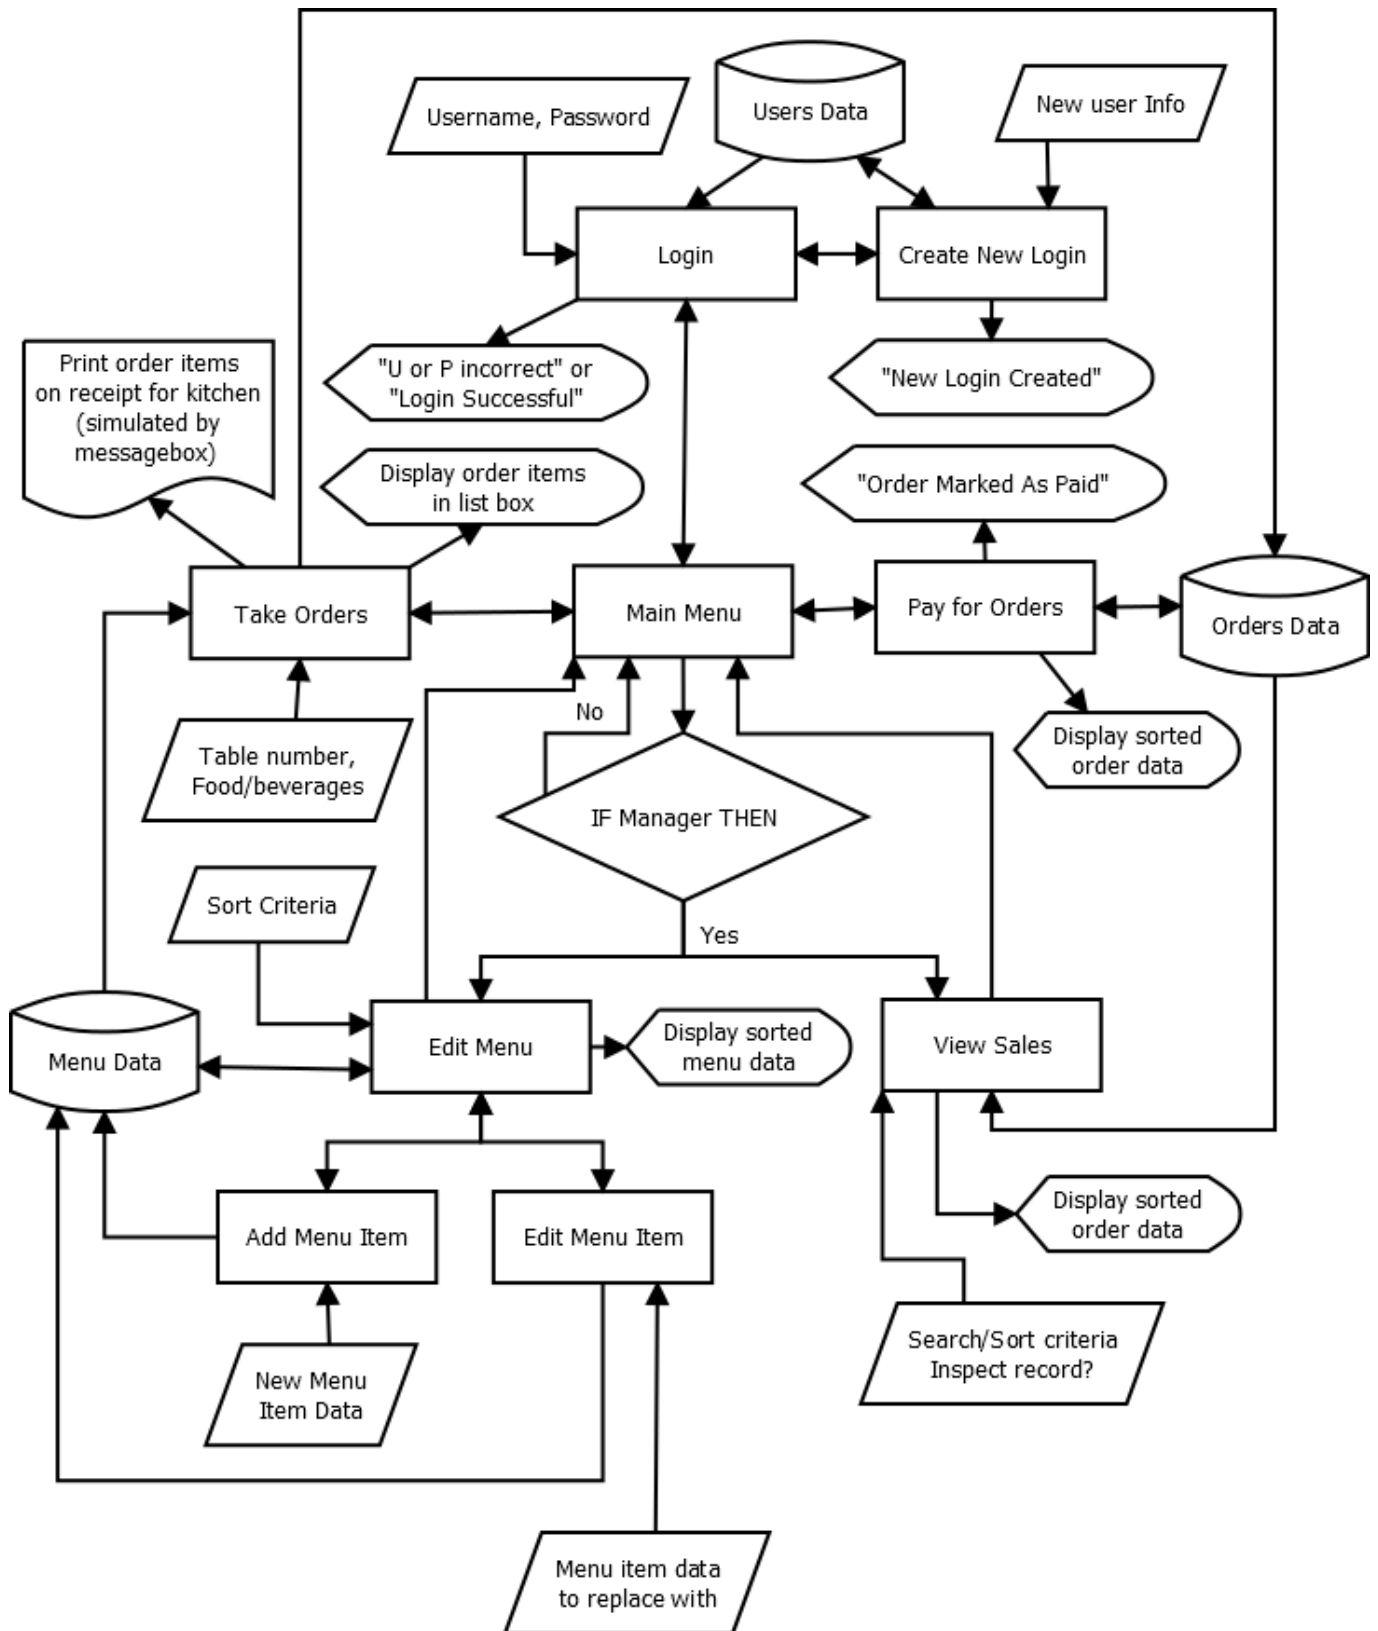 Username, Password
Users Data
New user Info
Login
Create New Login
Print order items
on receipt for kitchen
(simulated by
messagebox)
"U or P incorrect" or
"Login Successful"
"New Login Created"
Display order items
in list box
"Order Marked As Paid"
Take Orders
Main Menu
Pay for Orders
Orders Data
No
Table number,
Food/beverages
Display sorted
order data
IF Manager THEN
Sort Criteria
Yes
Menu Data
Edit Menu
Display sorted
menu data
View Sales
Add Menu Item
Edit Menu Item
Display sorted
order data
New Menu
Item Data
Search/Sort criteria
Inspect record?
Menu item data
to replace with